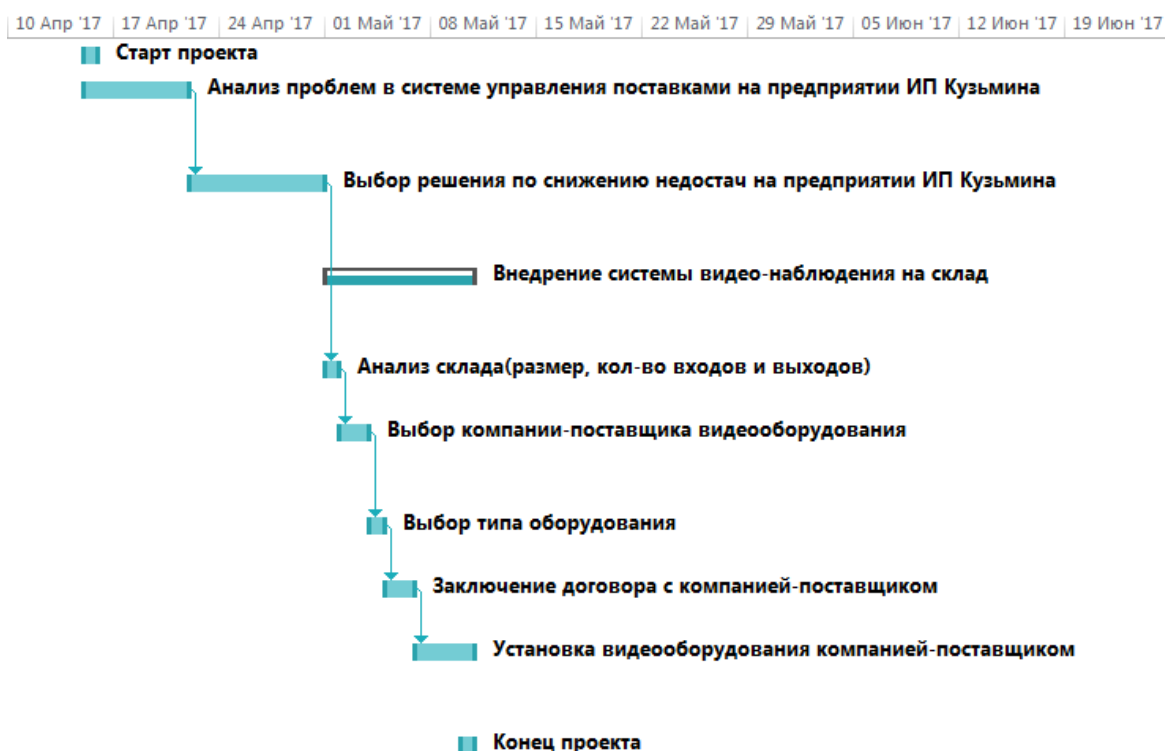 10 Апр '17 17 Апр '17 24 Апр '17 01 Май '17 08 Май '17 15 Май '17 22 Май '17 29 Май '17 05 Июн '17 12 Июн '17 19 Июн '17
Старт проекта
Анализ проблем в системе управления поставками на предприятии ИП Кузьмина
Выбор решения по снижению недостач на предприятии ИП Кузьмина
Внедрение системы видео-наблюдения на склад
Анализ склада(размер, кол-во входов и выходов)
Выбор компании-поставщика видеооборудования
Выбор типа оборудования
Заключение договора с компанией-поставщиком
Установка видеооборудования компанией-поставщиком
Конец проекта